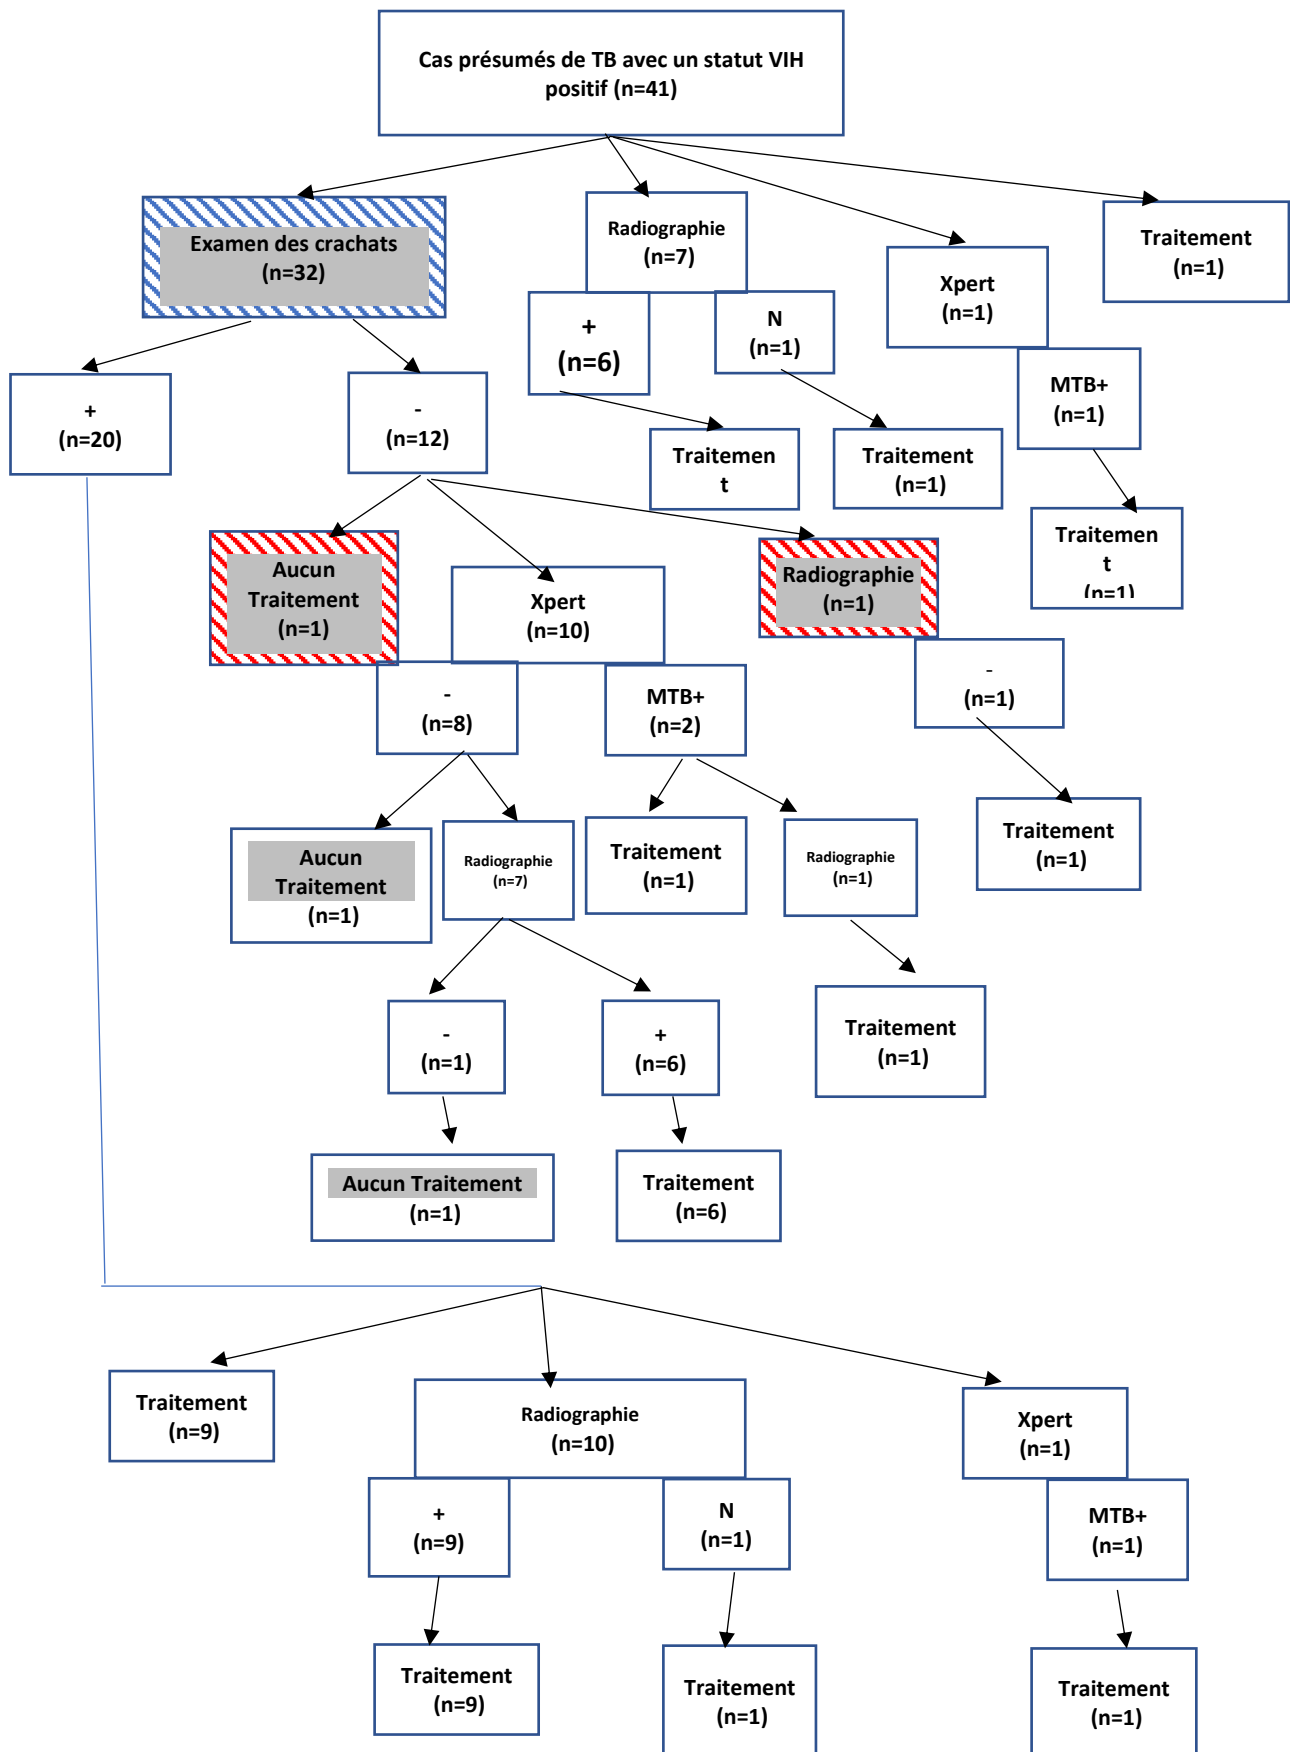 Cas présumés de TB avec un statut VIH
positif (n=41)
Examen des crachats
(n=32)
Radiographie
(n=7)
Xpert
(n=1)
Traitement
(n=1)
+
(n=6)
N
(n=1)
MTB+
(n=1)
+
(n=20)
-
(n=12)
Traitemen
t
Traitement
(n=1)
Traitemen
t
(n=1)
Aucun
Traitement
(n=1)
Xpert
(n=10)
Radiographie
(n=1)
-
(n=8)
MTB+
(n=2)
-
(n=1)
Aucun
Traitement
(n=1)
Radiographie
(n=7)
Traitement
(n=1)
Radiographie
(n=1)
Traitement
(n=1)
-
(n=1)
+
(n=6)
Traitement
(n=1)
Aucun Traitement
(n=1)
Traitement
(n=6)
Traitement
(n=9)
Radiographie
(n=10)
Xpert
(n=1)
+
(n=9)
N
(n=1)
MTB+
(n=1)
Traitement
(n=9)
Traitement
(n=1)
Traitement
(n=1)